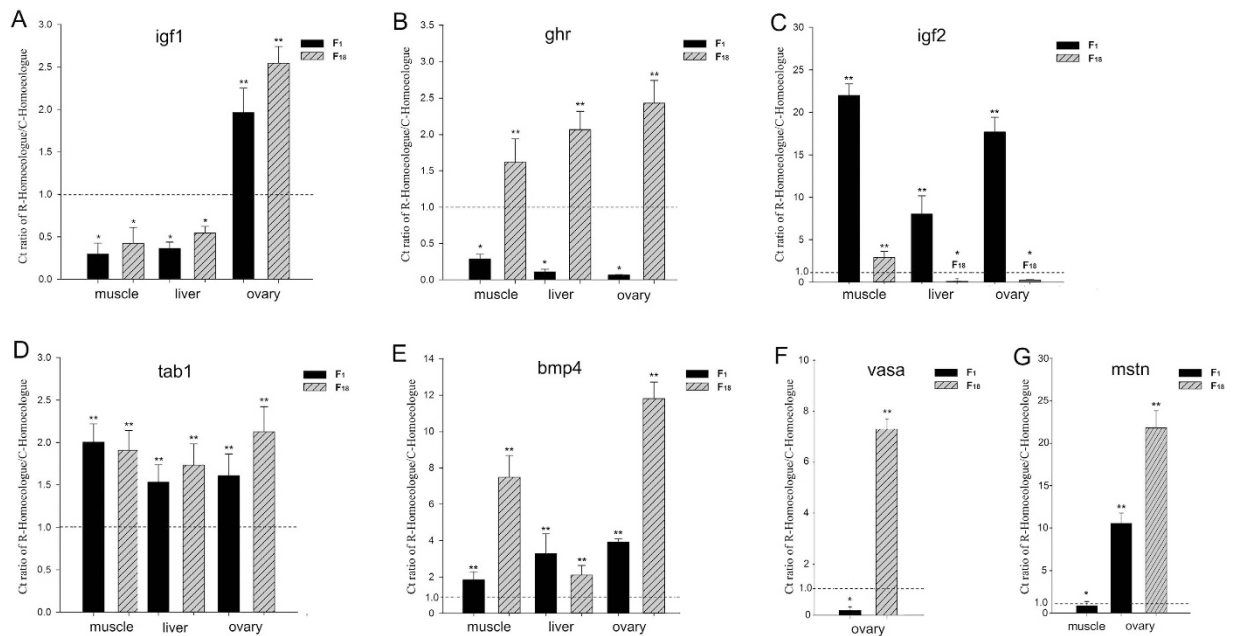 A
igf1
F1
F18
Ct ratio of R-Homoeologue/C-Homoeologue
3.0
2.5
2.0
1.5
1.0
0.5
0.0
**
**
*
*
*
*
muscle liver ovary
B
ghr
F1
F18
Ct ratio of R-Homoeologue/C-Homoeologue
3.5
3.0
2.5
2.0
1.5
1.0
0.5
0.0
**
**
**
*
*
*
muscle liver ovary
C
igf2
F1
F18
Ct ratio of R-Homoeologue/C-Homoeologue
30
25
20
10
5
1.0
0
**
**
**
**
*
F18
*
F18
muscle liver ovary
D
tab1
F1
F18
Ct ratio of R-Homoeologue/C-Homoeologue
3.0
2.5
2.0
1.5
1.0
0.5
0.0
**
**
**
**
**
**
muscle liver ovary
E
bmp4
F1
F18
Ct ratio of R-Homoeologue/C-Homoeologue
14
12
10
8
6
4
2
1.0
0
**
**
**
**
**
**
muscle liver ovary
F
vasa
F1
F18
Ct ratio of R-Homoeologue/C-Homoeologue
10
8
6
4
2
1.0
0
*
**
ovary
G
mstn
F1
F18
Ct ratio of R-Homoeologue/C-Homoeologue
30
25
20
15
10
5
1.0
0
*
**
**
muscle ovary